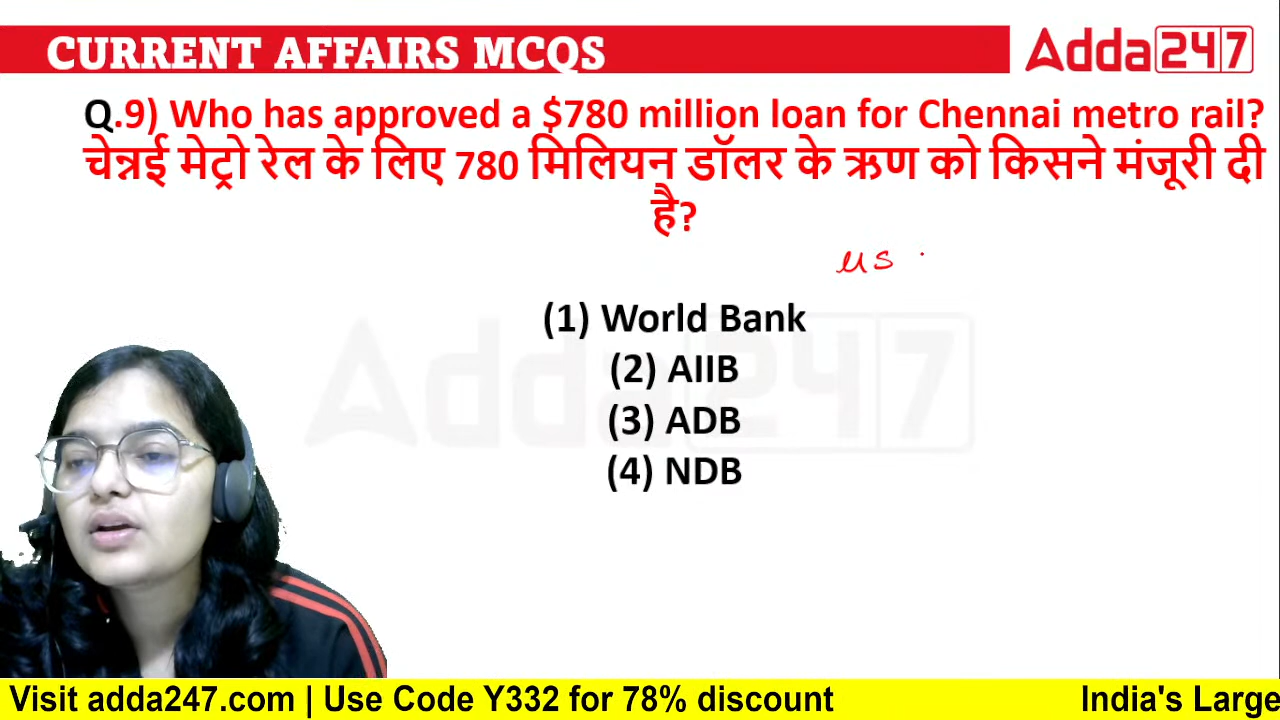 CURRENT AFFAIRS MCQS
Adda247
Q.9) Who has approved a $780 million loan for Chennai metro rail?
चेन्नई मेट्रो रेल के लिए 780 मिलियन डॉलर के ऋण को किसने मंजूरी दी
है?
us
(1) World Bank
(2) AIIB
(3) ADB
(4) NDB
Adda247
Visit adda247.com | Use Code Y332 for 78% discount India's Large